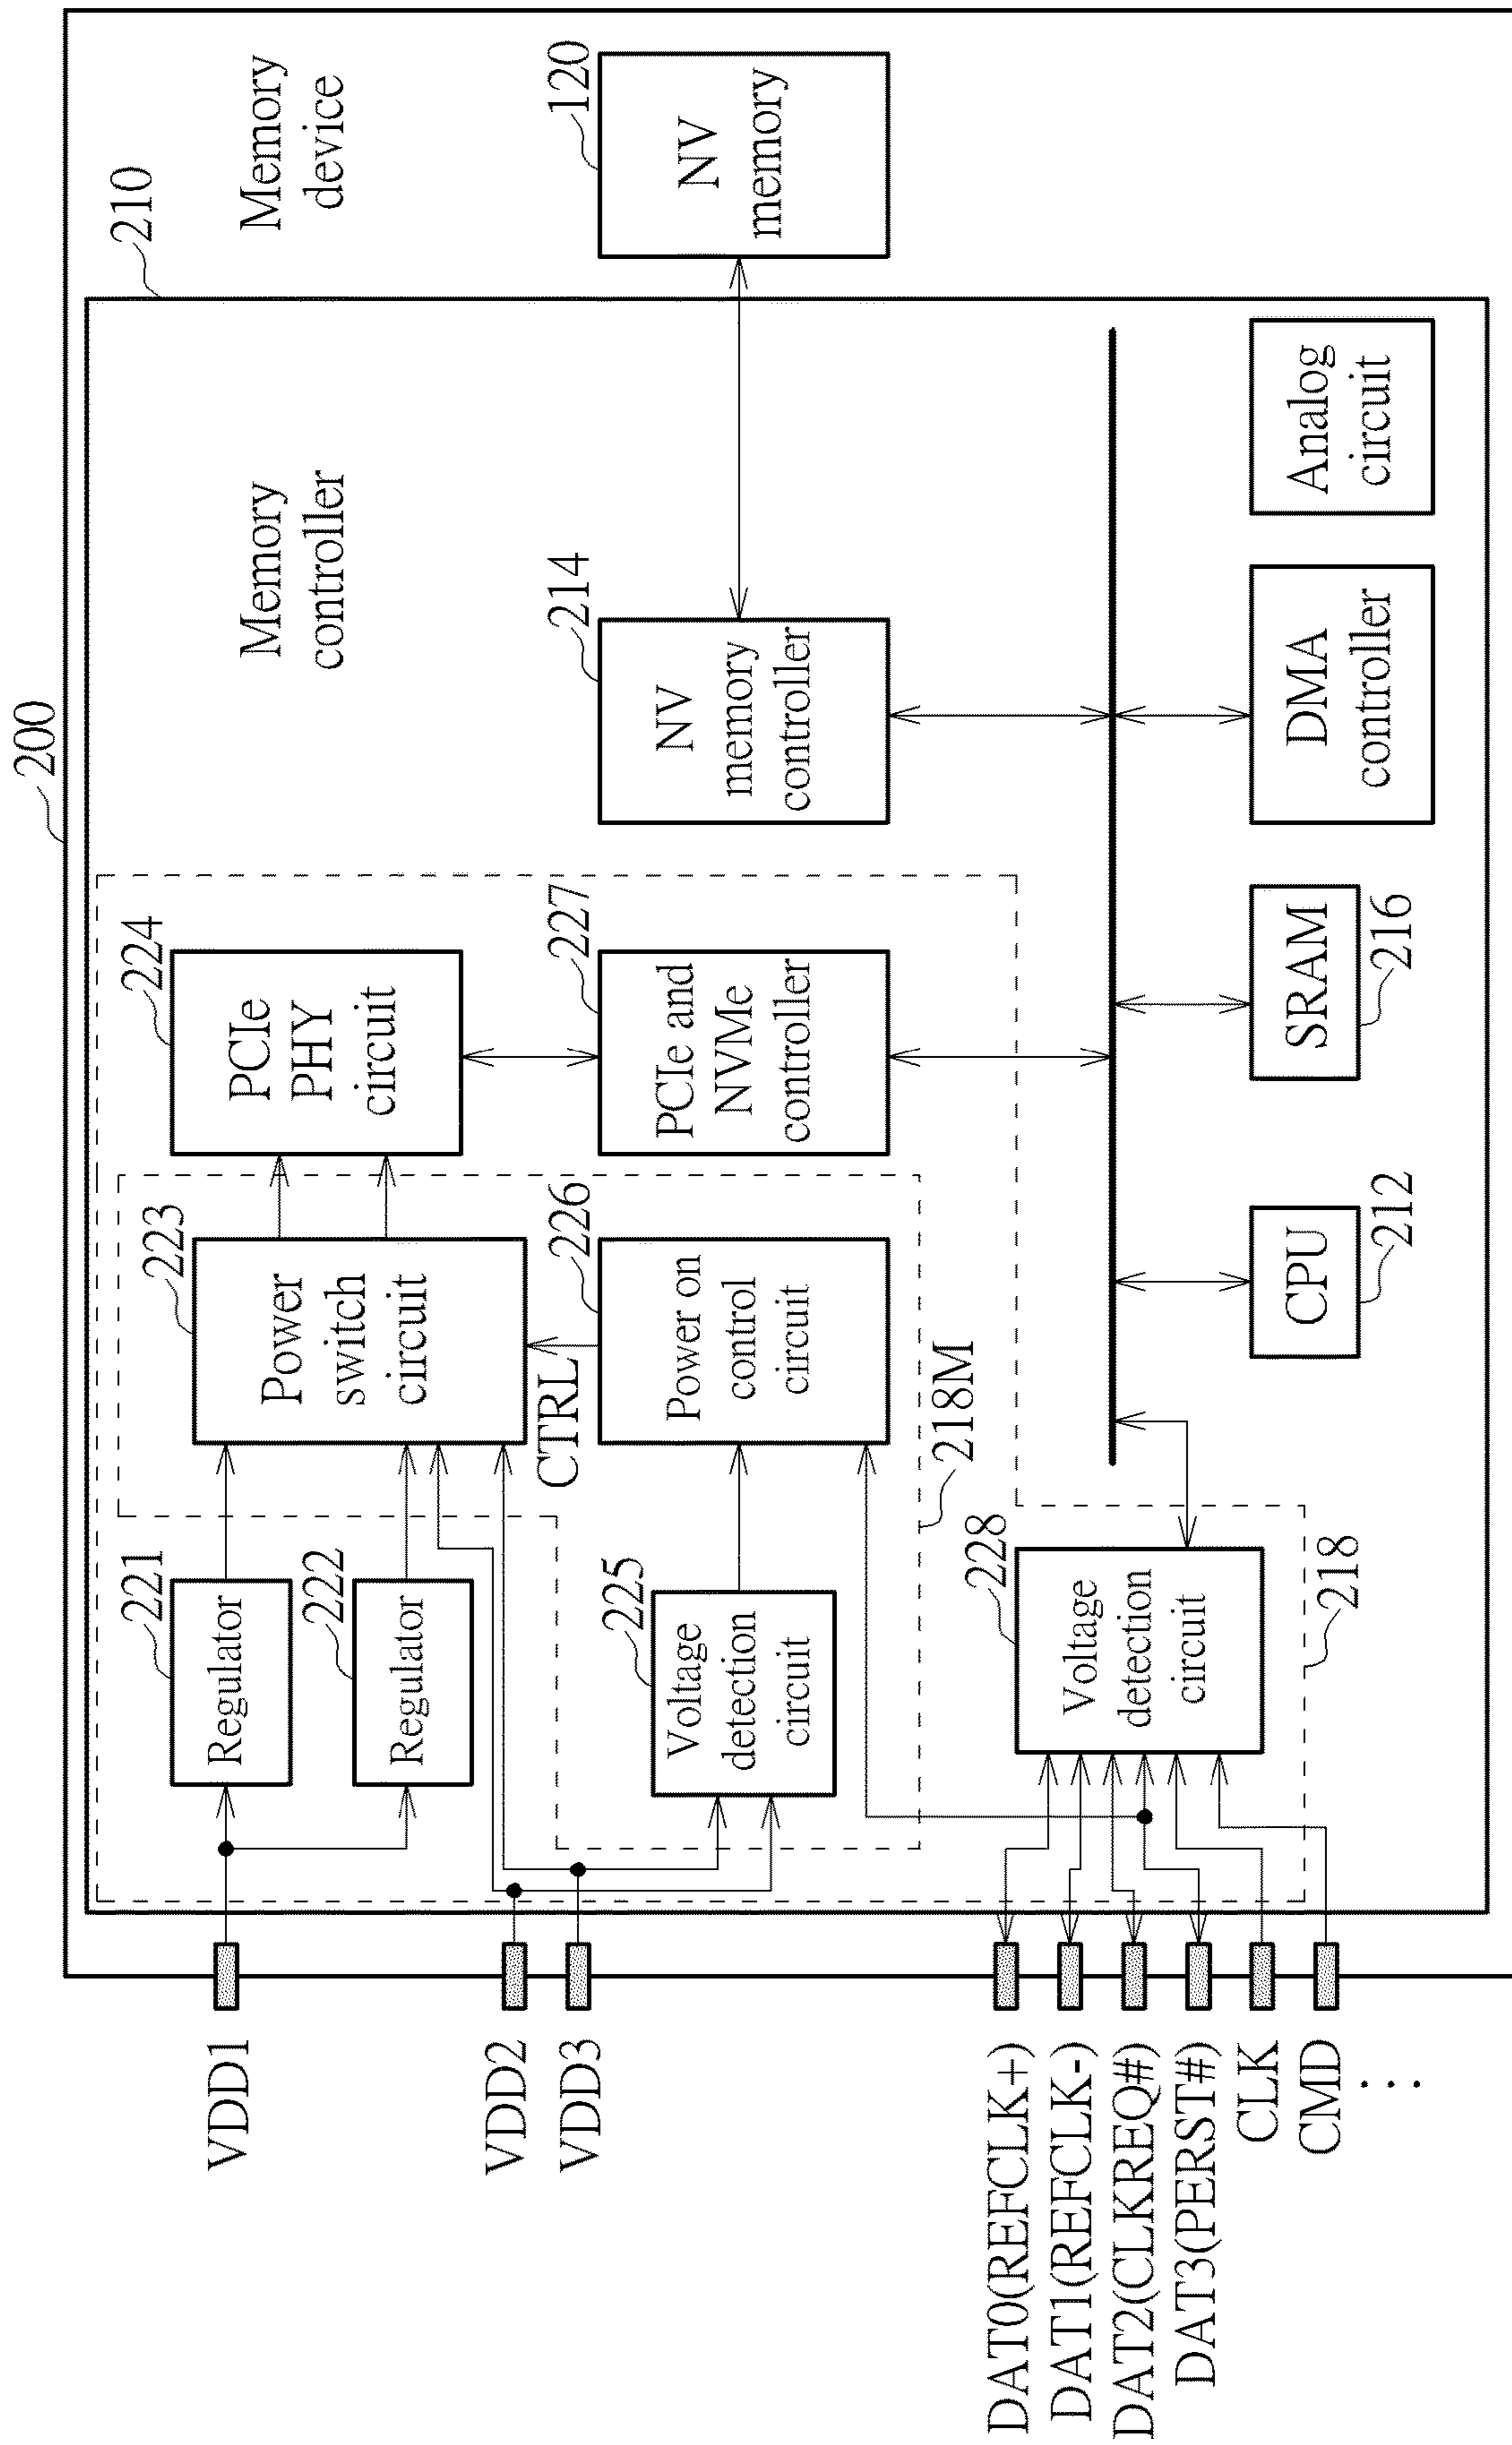 200
Memory
device
210
Memory
controller
120
NV
memory
214
NV
memory
controller
221
Regulator
222
Regulator
223
Power
switch
circuit
224
PCIe
PHY
circuit
CTRL
225
Voltage
detection
circuit
226
Power on
control
circuit
227
PCIe and
NVMe
controller
218M
228
Voltage
detection
circuit
218
CPU
212
SRAM
216
DMA
controller
Analog
circuit
VDD1
VDD2
VDD3
DAT0(REFCLK+)
DAT1(REFCLK-)
DAT2(CLKREQ#)
DAT3(PERST#)
CLK
CMD
...